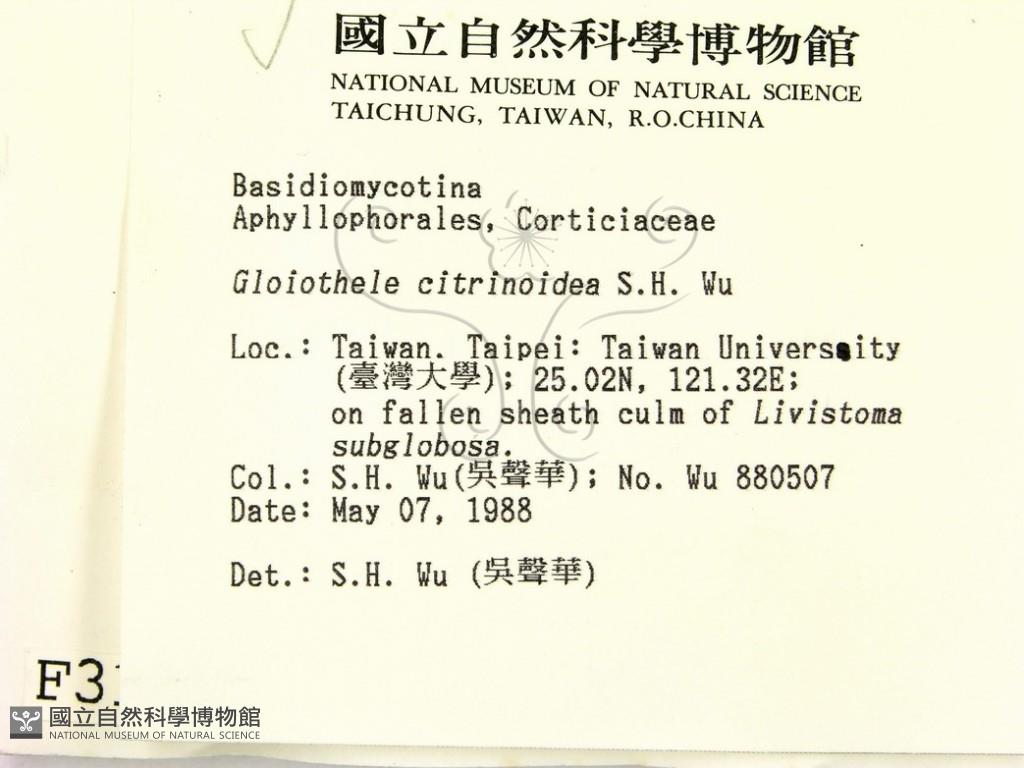 國立自然科學博物館
NATIONAL MUSEUM OF NATURAL SCIENCE
TAICHUNG, TAIWAN, R.O.CHINA
Basidiomycotina
Aphyllophorales, Corticiaceae
Gloiothele citrinoidea S.H. Wu
Loc.: Taiwan. Taipei: Taiwan University
(臺灣大學); 25.02N, 121.32E;
on fallen sheath culm of Livistoma
subglobosa.
Col.: S.H. Wu(吳聲華); No. Wu 880507
Date: May 07, 1988
Det.: S.H. Wu (吳聲華)
F3
國立自然科學博物館
NATIONAL MUSEUM OF NATURAL SCIENCE